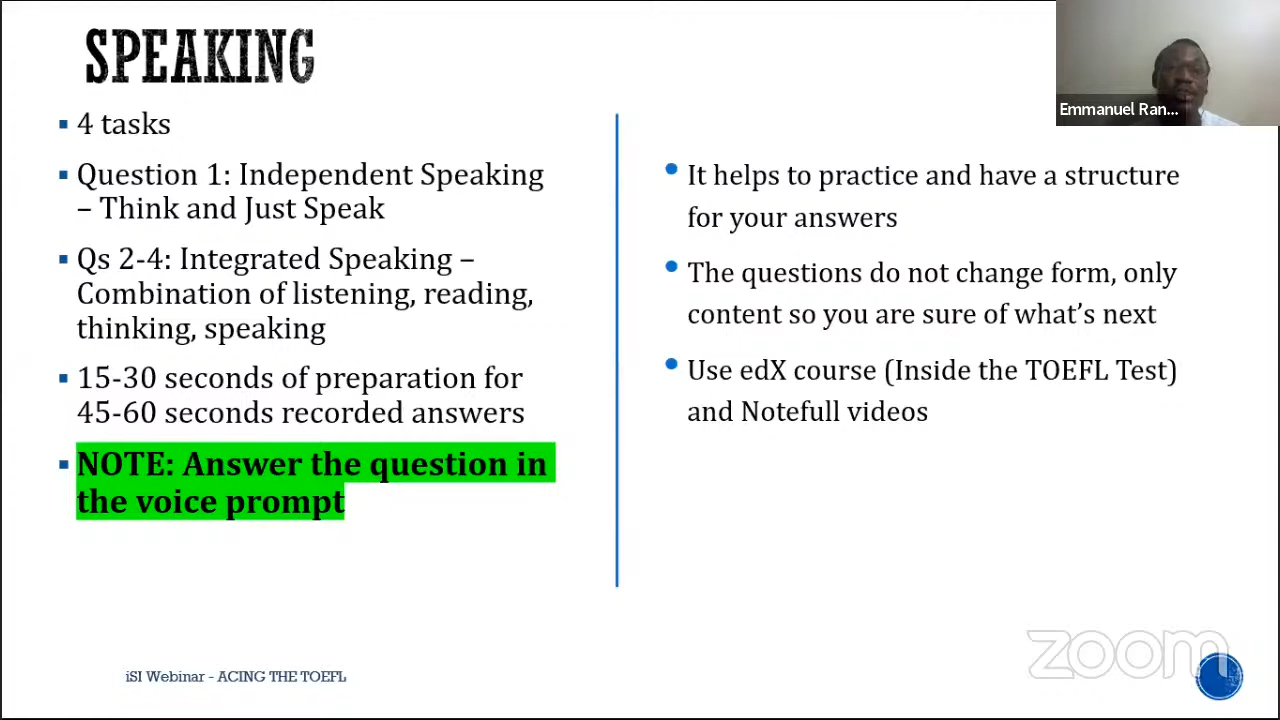 SPEAKING
4 tasks
Question 1: Independent Speaking
– Think and Just Speak
Qs 2-4: Integrated Speaking –
Combination of listening, reading,
thinking, speaking
15-30 seconds of preparation for
45-60 seconds recorded answers
NOTE: Answer the question in
the voice prompt
It helps to practice and have a structure
for your answers
The questions do not change form, only
content so you are sure of what's next
Use edX course (Inside the TOEFL Test)
and Notefull videos
Emmanuel Ran...
iSI Webinar - ACING THE TOEFL
zoom